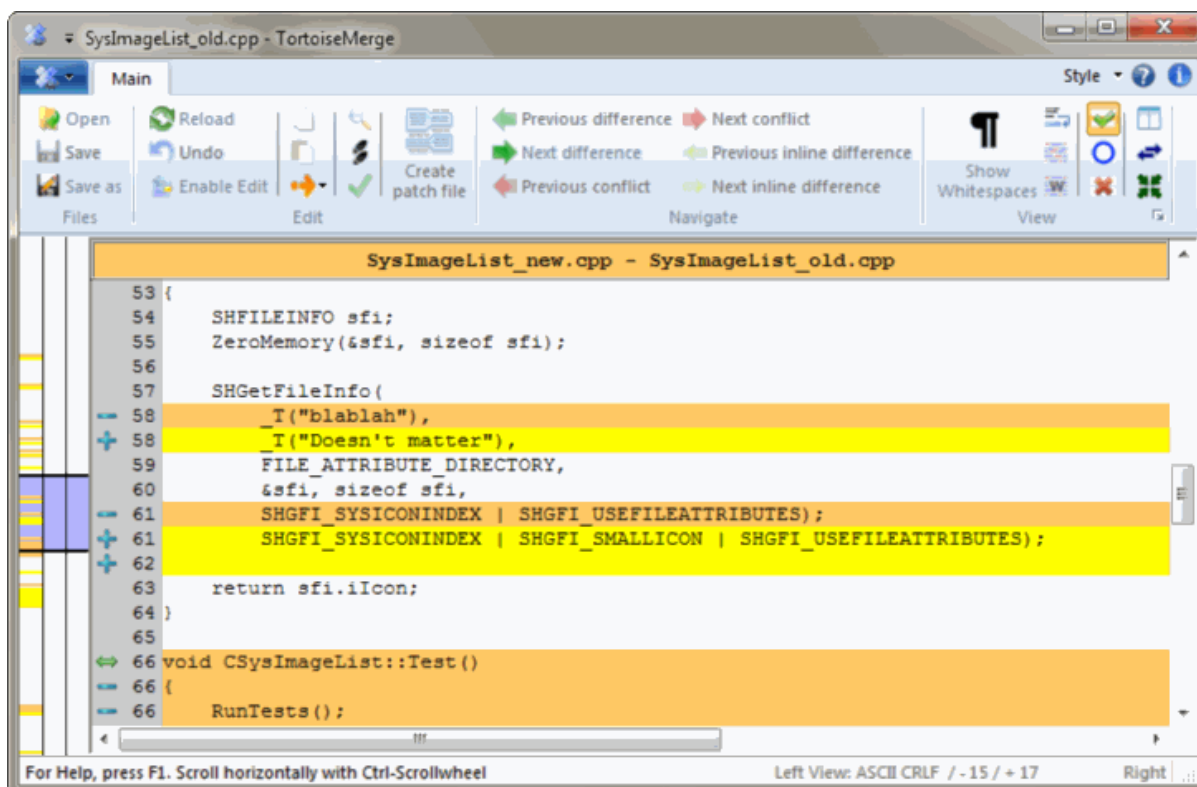 SysImageList_old.cpp - TortoiseMerge
Main
Style
Open
Save
Save as
Files
Reload
Undo
Enable Edit
Edit
Create
patch file
Previous difference
Next difference
Previous conflict
Next conflict
Previous inline difference
Next inline difference
Navigate
Show
Whitespaces
View
SysImageList_new.cpp - SysImageList_old.cpp
53 {
54 SHFILEINFO sfi;
55 ZeroMemory(&sfi, sizeof sfi);
56
57 SHGetFileInfo(
58 _T("blablah"),
58 _T("Doesn't matter"),
59 FILE_ATTRIBUTE_DIRECTORY,
60 &sfi, sizeof sfi,
61 SHGFI_SYSICONINDEX | SHGFI_USEFILEATTRIBUTES);
61 SHGFI_SYSICONINDEX | SHGFI_SMALLICON | SHGFI_USEFILEATTRIBUTES);
62
63 return sfi.iIcon;
64 }
65
66 void CSysImageList::Test()
66 {
66 RunTests();
For Help, press F1. Scroll horizontally with Ctrl-Scrollwheel
Left View: ASCII CRLF / - 15 / + 17
Right